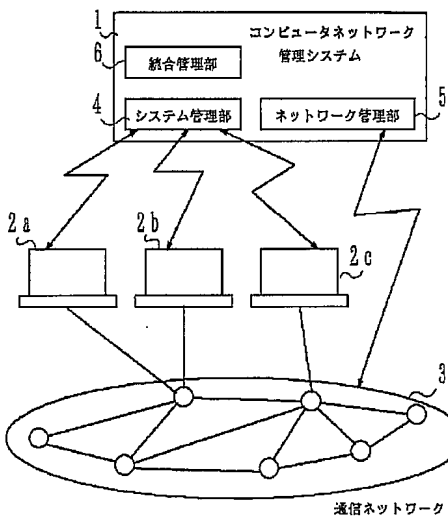 1
コンピュータネットワーク
管理システム
6
統合管理部
4
システム管理部
ネットワーク管理部
5
2a
2b
2c
3
通信ネットワーク